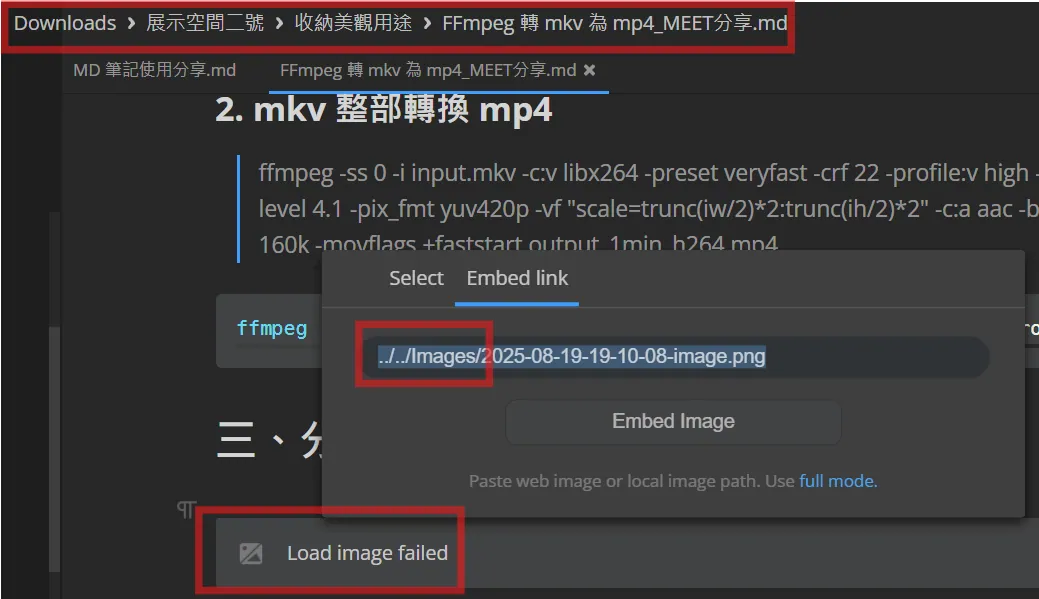 Downloads › 展示空間二號 › 收納美觀用途 › FFmpeg 轉 mkv 為 mp4_MEET分享.md
MD 筆記使用分享.md
FFmpeg 轉 mkv 為 mp4_MEET分享.md ×
2. mkv 整部轉換 mp4
ffmpeg -ss 0 -i input.mkv -c:v libx264 -preset veryfast -crf 22 -profile:v high -
level 4.1 -pix_fmt yuv420p -vf "scale=trunc(iw/2)*2:trunc(ih/2)*2" -c:a aac -b
160k -movflags +faststart output_1min_h264.mp4
Select
Embed link
ffmpeg
../../Images/2025-08-19-19-10-08-image.png
Embed Image
三、分
Paste web image or local image path. Use full mode.
Load image failed